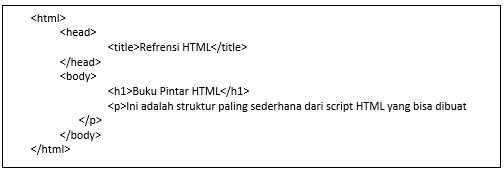 <html>
<head>
<title>Refrensi HTML</title>
</head>
<body>
<h1>Buku Pintar HTML</h1>
<p>Ini adalah struktur paling sederhana dari script HTML yang bisa dibuat
</p>
</body>
</html>